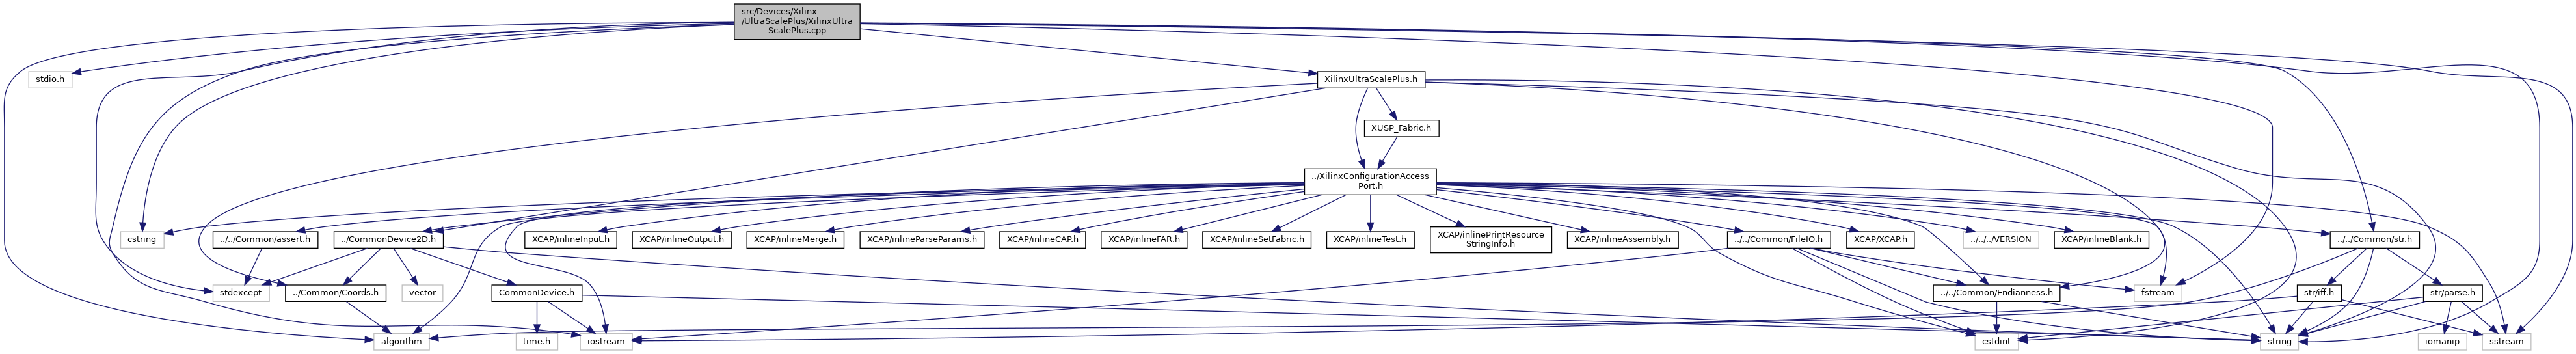 src/Devices/Xilinx
/UltraScalePlus/XilinxUltra
ScalePlus.cpp
stdio.h
XilinxUltraScalePlus.h
XUSP_Fabric.h
../XilinxConfigurationAccess
Port.h
cstring
../../Common/assert.h
../CommonDevice2D.h
XCAP/inlineInput.h
XCAP/inlineOutput.h
XCAP/inlineMerge.h
XCAP/inlineParseParams.h
XCAP/inlineCAP.h
XCAP/inlineFAR.h
XCAP/inlineSetFabric.h
XCAP/inlineTest.h
XCAP/inlinePrintResource
StringInfo.h
XCAP/inlineAssembly.h
../../Common/FileIO.h
XCAP/XCAP.h
../../../VERSION
XCAP/inlineBlank.h
../../Common/str.h
stdexcept
../Common/Coords.h
vector
CommonDevice.h
../../Common/Endianness.h
fstream
str/iff.h
str/parse.h
algorithm
time.h
iostream
cstdint
string
iomanip
sstream